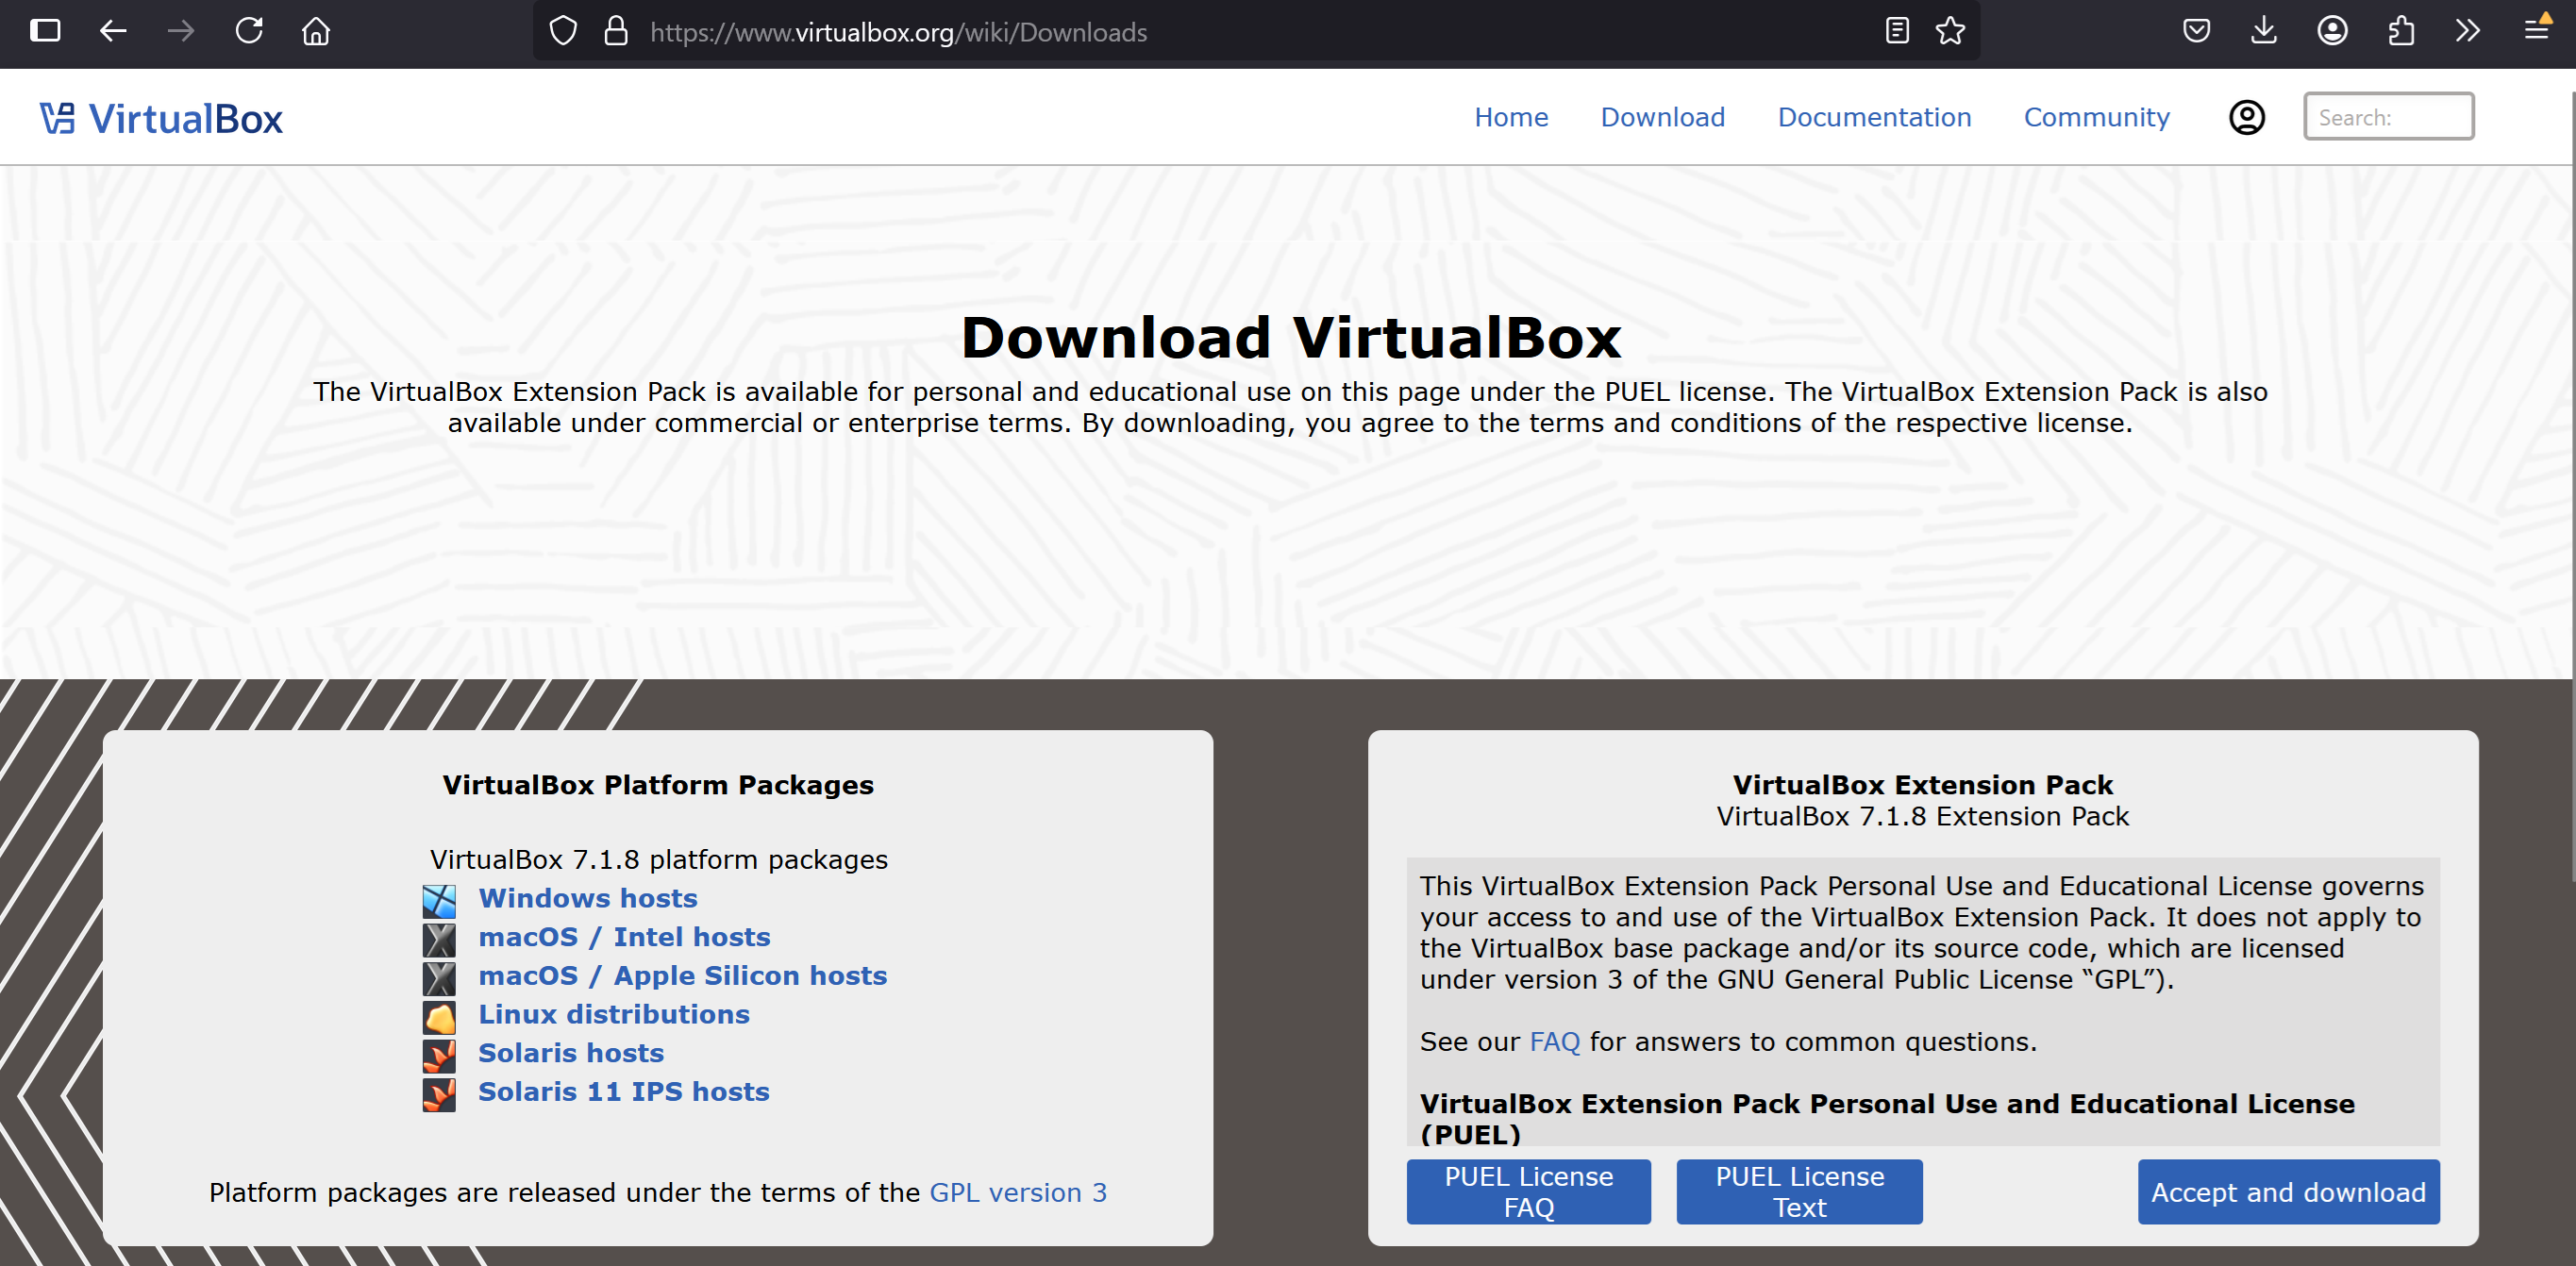 https://www.virtualbox.org/wiki/Downloads
VirtualBox
Home
Download
Documentation
Community
Search:
Download VirtualBox
The VirtualBox Extension Pack is available for personal and educational use on this page under the PUEL license. The VirtualBox Extension Pack is also
available under commercial or enterprise terms. By downloading, you agree to the terms and conditions of the respective license.
VirtualBox Platform Packages
VirtualBox 7.1.8 platform packages
Windows hosts
macOS / Intel hosts
macOS / Apple Silicon hosts
Linux distributions
Solaris hosts
Solaris 11 IPS hosts
Platform packages are released under the terms of the GPL version 3
VirtualBox Extension Pack
VirtualBox 7.1.8 Extension Pack
This VirtualBox Extension Pack Personal Use and Educational License governs
your access to and use of the VirtualBox Extension Pack. It does not apply to
the VirtualBox base package and/or its source code, which are licensed
under version 3 of the GNU General Public License “GPL”).
See our FAQ for answers to common questions.
VirtualBox Extension Pack Personal Use and Educational License
(PUEL)
PUEL License
FAQ
PUEL License
Text
Accept and download